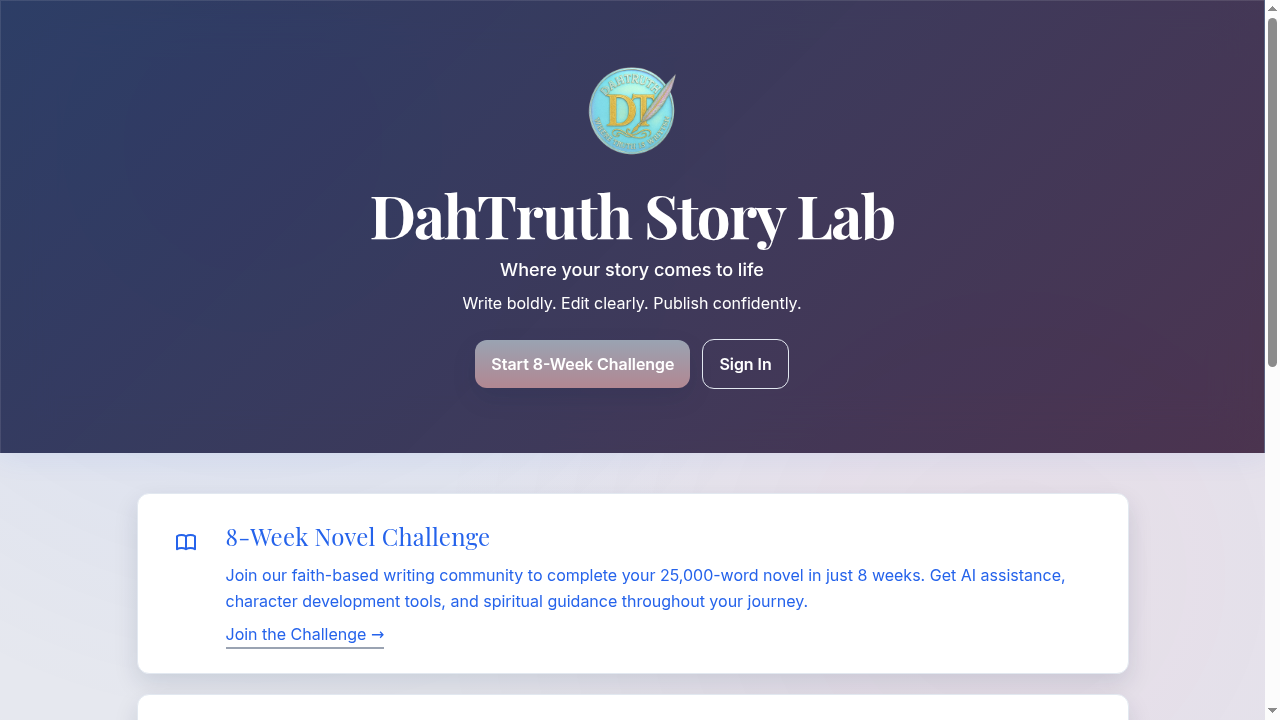 DAHTRUTH
DT
DahTruth Story Lab
Where your story comes to life
Write boldly. Edit clearly. Publish confidently.
Start 8-Week Challenge
Sign In
8-Week Novel Challenge
Join our faith-based writing community to complete your 25,000-word novel in just 8 weeks. Get AI assistance,
character development tools, and spiritual guidance throughout your journey.
Join the Challenge →